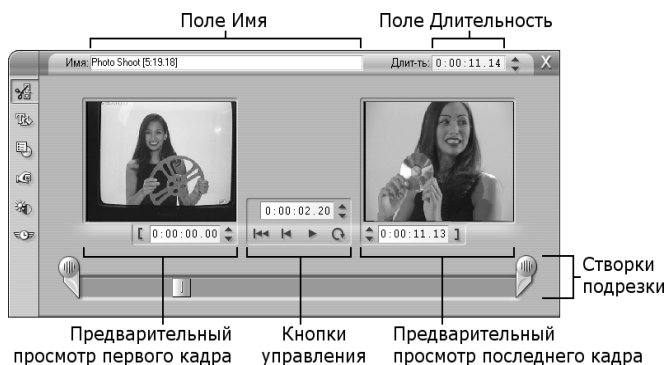 Поле Имя
Поле Длительность
Имя: Photo Shoot [5:19.18]
Длит-ть: 0:00:11.14
X
0:00:02.20
[ 0:00:00.00
0:00:11.13 ]
Створки
подрезки
Предварительный
просмотр первого кадра
Кнопки
управления
Предварительный
просмотр последнего кадра